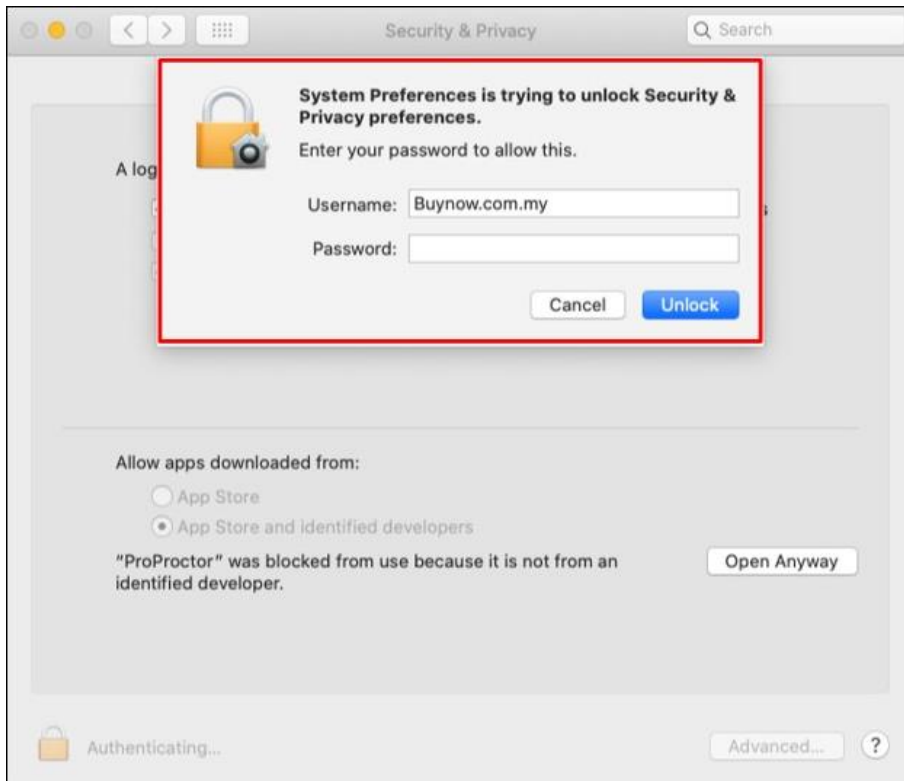 Security & Privacy
Search
System Preferences is trying to unlock Security &
Privacy preferences.
Enter your password to allow this.
A log
Username: Buynow.com.my
Password:
Cancel
Unlock
Allow apps downloaded from:
App Store
App Store and identified developers
"ProProctor" was blocked from use because it is not from an
identified developer.
Open Anyway
Authenticating...
Advanced...
?